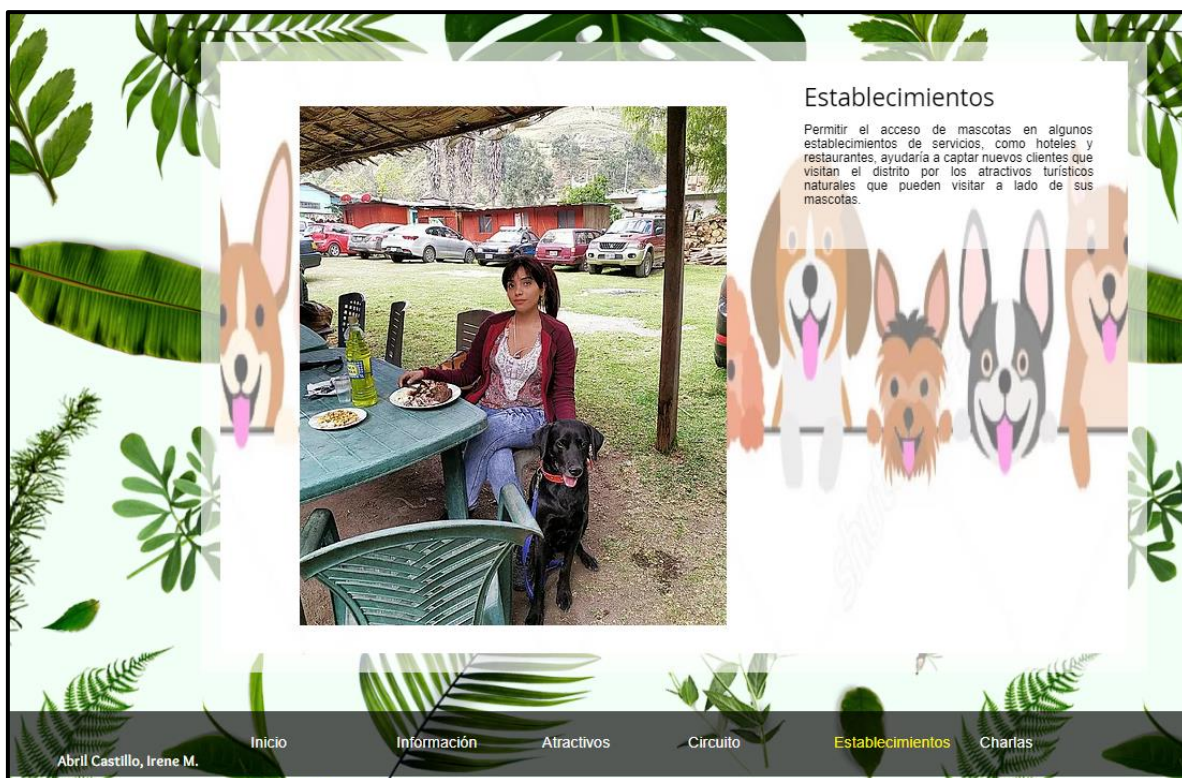 Establecimientos
Permitir el acceso de mascotas en algunos
establecimientos de servicios, como hoteles y
restaurantes, ayudaría a captar nuevos clientes que
visitan el distrito por los atractivos turísticos
naturales que pueden visitar a lado de sus
mascotas.
Inicio Información Atractivos Circuito Establecimientos Charlas
Abril Castillo, Irene M.